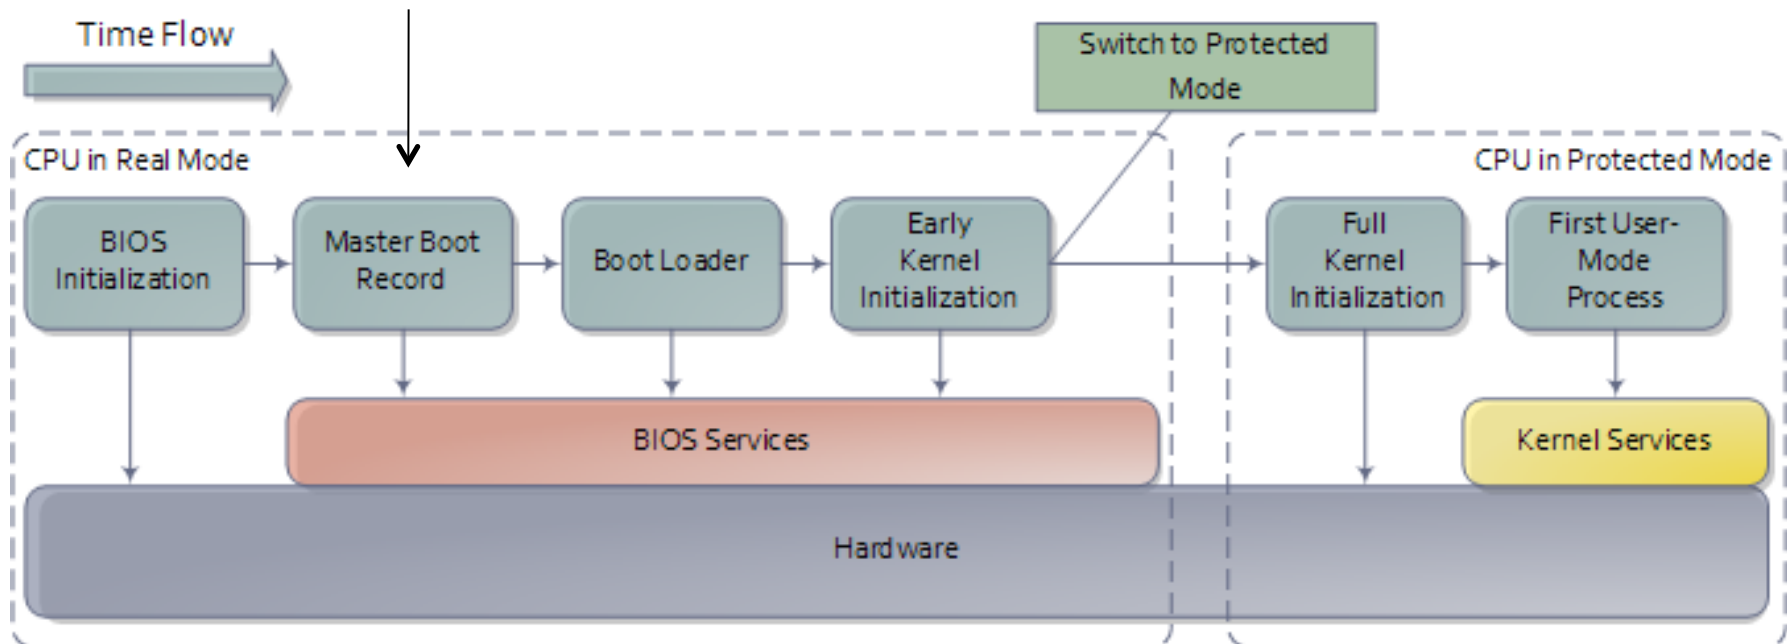 Time Flow
Switch to Protected
Mode
CPU in Real Mode
CPU in Protected Mode
BIOS
Initialization
Master Boot
Record
Boot Loader
Early
Kernel
Initialization
Full
Kernel
Initialization
First User-
Mode
Process
BIOS Services
Kernel Services
Hardware